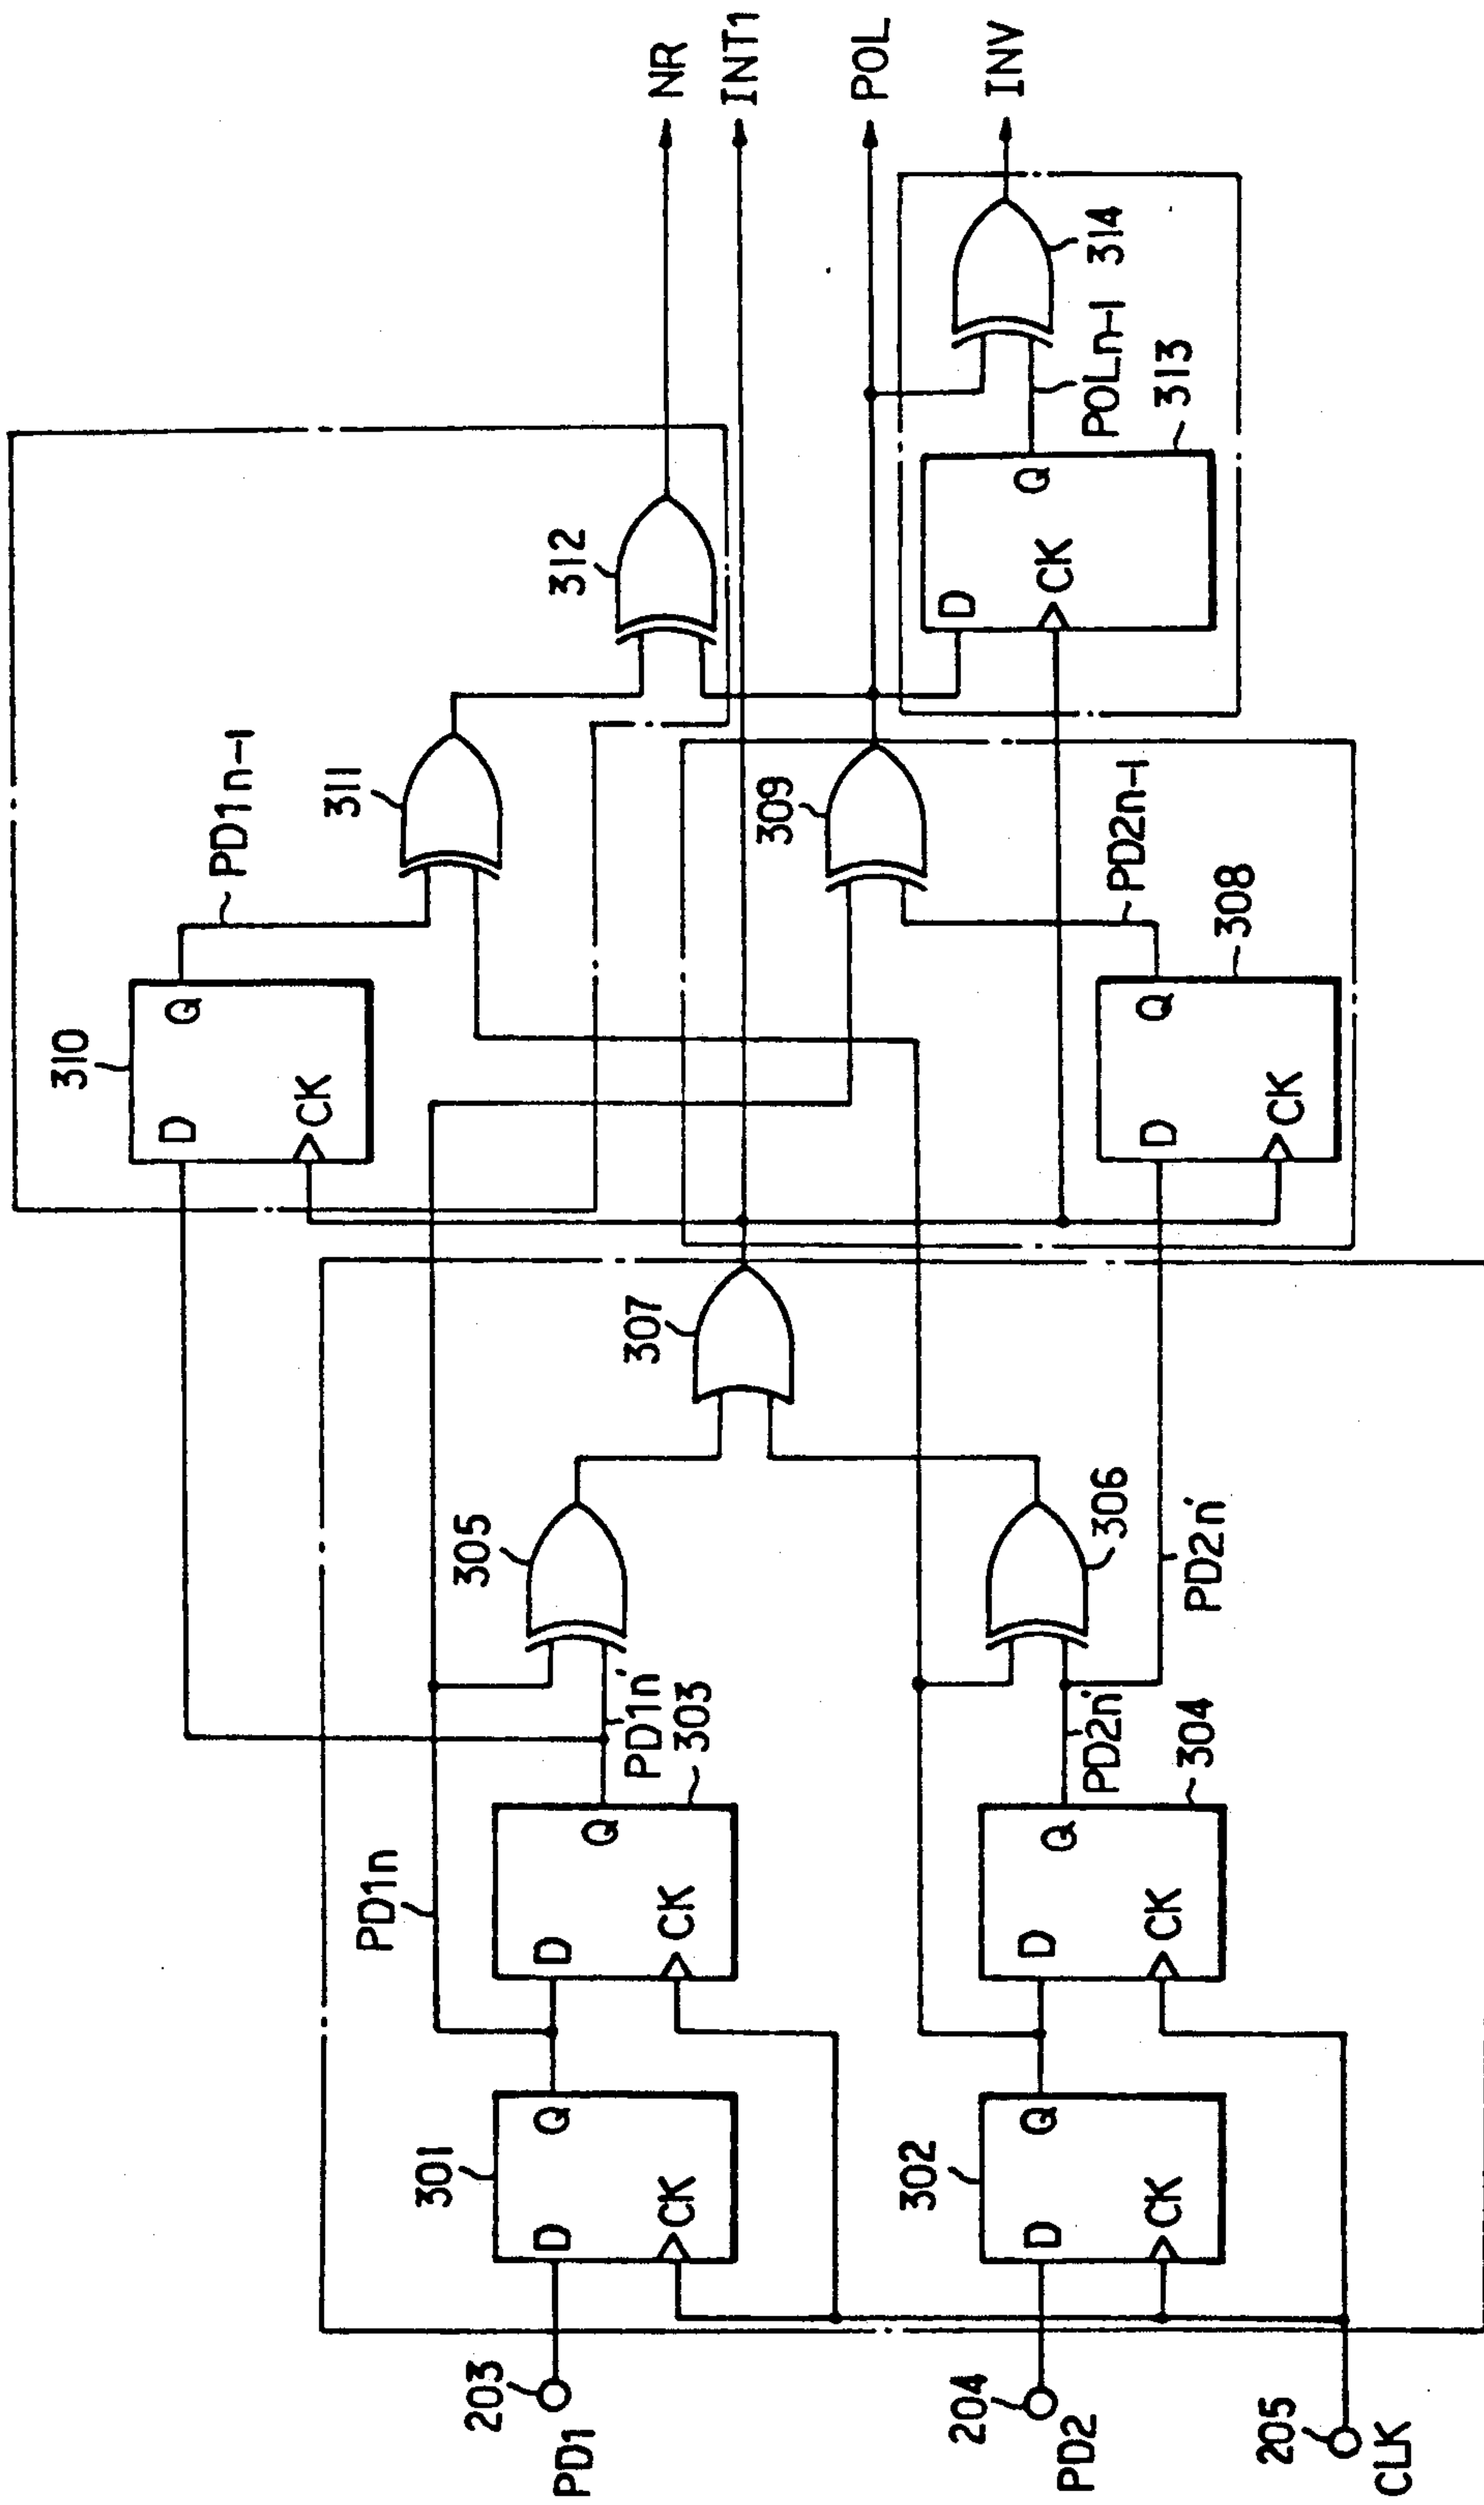 203
PD1
204
PD2
205
CLK
301
D
Q
CK
302
D
Q
CK
PD1n
303
D
Q
CK
PD1n'
304
D
Q
CK
PD2n'
PD2n'
305
306
307
310
D
Q
CK
PD1n-1
308
D
Q
CK
PD2n-1
311
309
312
313
D
Q
CK
POLn-1
314
NR
INT1
POL
INV